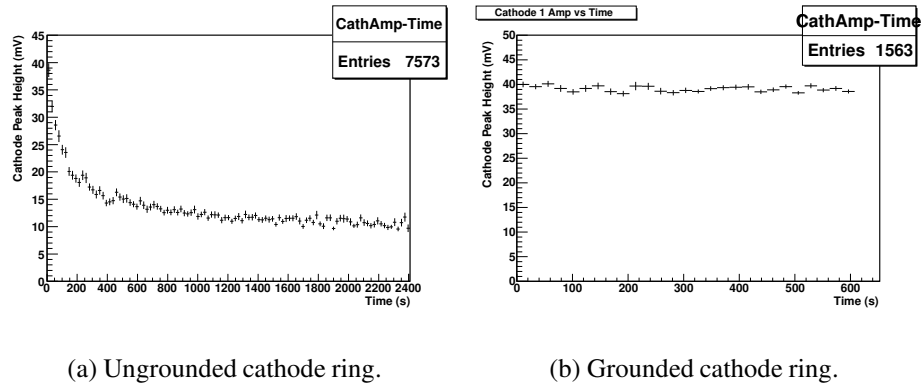 CathAmp-Time
Entries 7573
Cathode Peak Height (mV)
45
40
35
30
25
20
15
10
5
0
0 200 400 600 800 1000 1200 1400 1600 1800 2000 2200 2400
Time (s)
(a) Ungrounded cathode ring.
Cathode 1 Amp vs Time
CathAmp-Time
Entries 1563
Cathode Peak Height (mV)
50
45
40
35
30
25
20
15
10
5
0
0 100 200 300 400 500 600
Time (s)
(b) Grounded cathode ring.